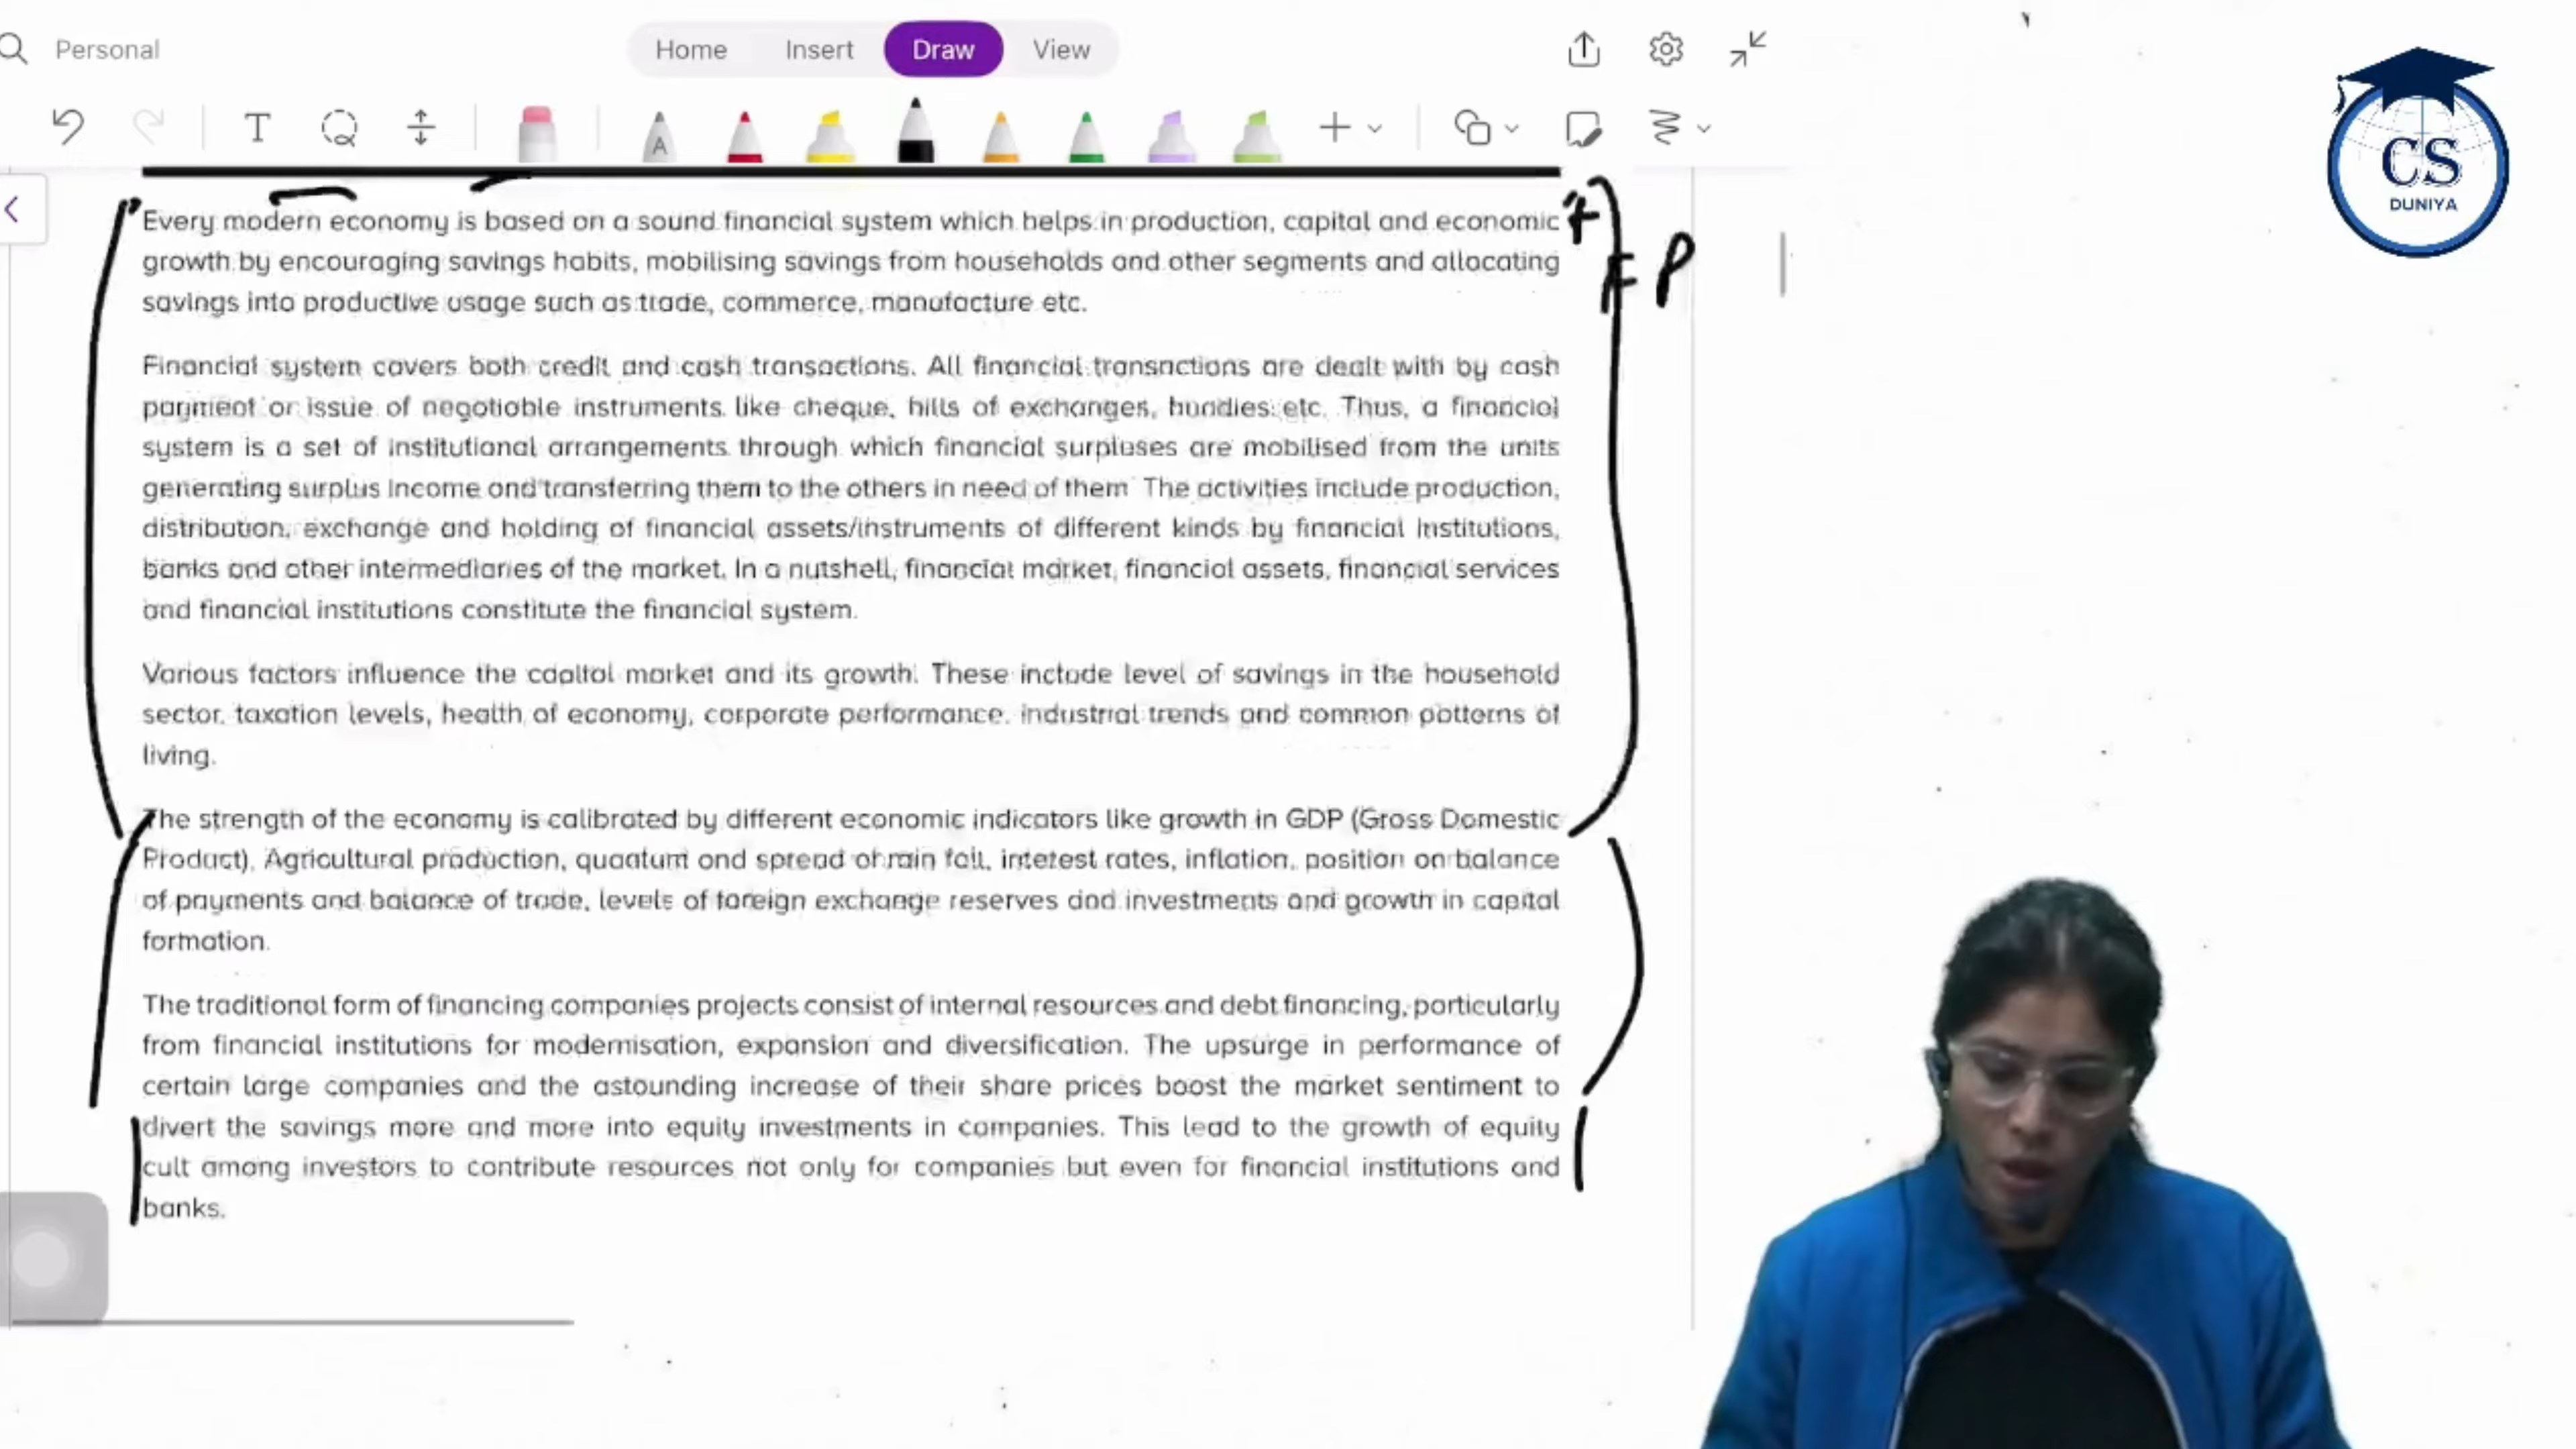 Personal
Home Insert Draw View
T
A
CS
DUNIYA
Every modern economy is based on a sound financial system which helps in production, capital and economic
growth by encouraging savings habits, mobilising savings from households and other segments and allocating
savings into productive usage such as trade, commerce, manufacture etc.
F P
Financial system covers both credit and cash transactions. All financial transactions are dealt with by cash
payment or issue of negotiable instruments like cheque, bills of exchanges, hundies etc. Thus, a financial
system is a set of institutional arrangements through which financial surpluses are mobilised from the units
generating surplus income and transferring them to the others in need of them The activities include production,
distribution, exchange and holding of financial assets/instruments of different kinds by financial institutions,
banks and other intermediaries of the market. In a nutshell, financial market, financial assets, financial services
and financial institutions constitute the financial system.
Various factors influence the capital market and its growth. These include level of savings in the household
sector, taxation levels, health of economy, corporate performance, industrial trends and common patterns of
living.
The strength of the economy is calibrated by different economic indicators like growth in GDP (Gross Domestic
Product), Agricultural production, quantum and spread of rain fall, interest rates, inflation, position on balance
of payments and balance of trade, levels of foreign exchange reserves and investments and growth in capital
formation.
The traditional form of financing companies projects consist of internal resources and debt financing, particularly
from financial institutions for modernisation, expansion and diversification. The upsurge in performance of
certain large companies and the astounding increase of their share prices boost the market sentiment to
divert the savings more and more into equity investments in companies. This lead to the growth of equity
cult among investors to contribute resources not only for companies but even for financial institutions and
banks.